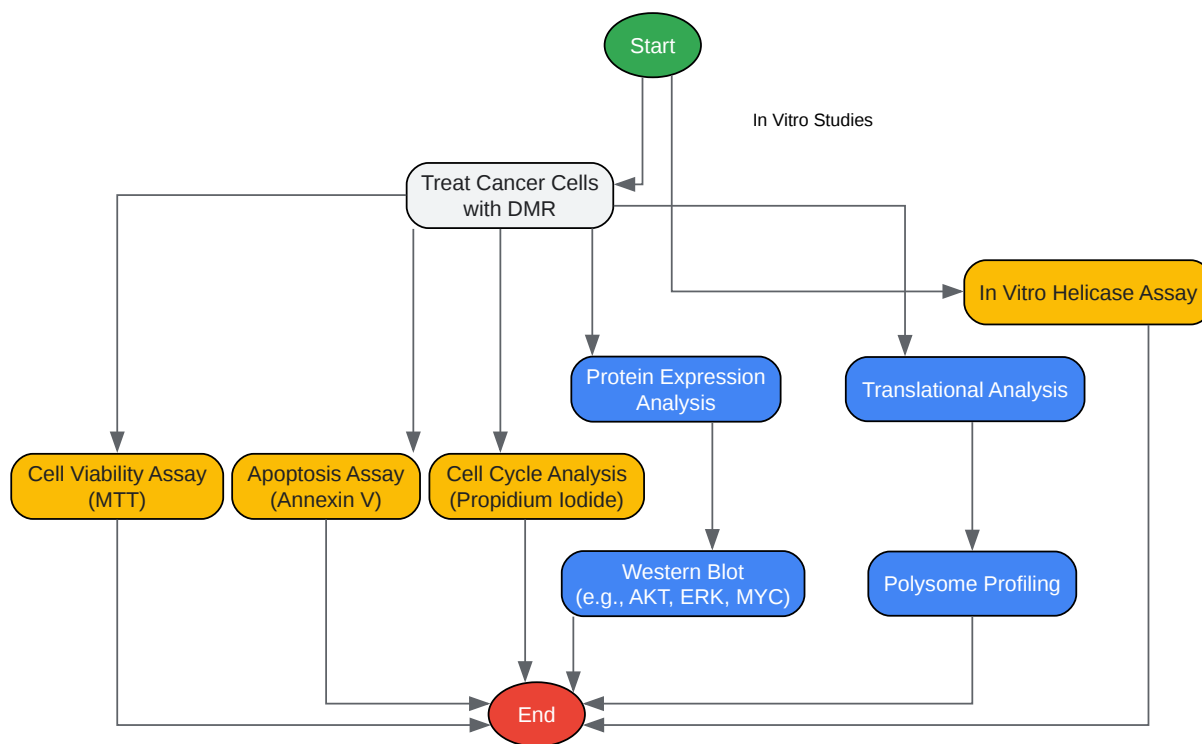 Start
In Vitro Studies
Treat Cancer Cells
with DMR
In Vitro Helicase Assay
Protein Expression
Analysis
Translational Analysis
Cell Viability Assay
(MTT)
Apoptosis Assay
(Annexin V)
Cell Cycle Analysis
(Propidium Iodide)
Western Blot
(e.g., AKT, ERK, MYC)
Polysome Profiling
End